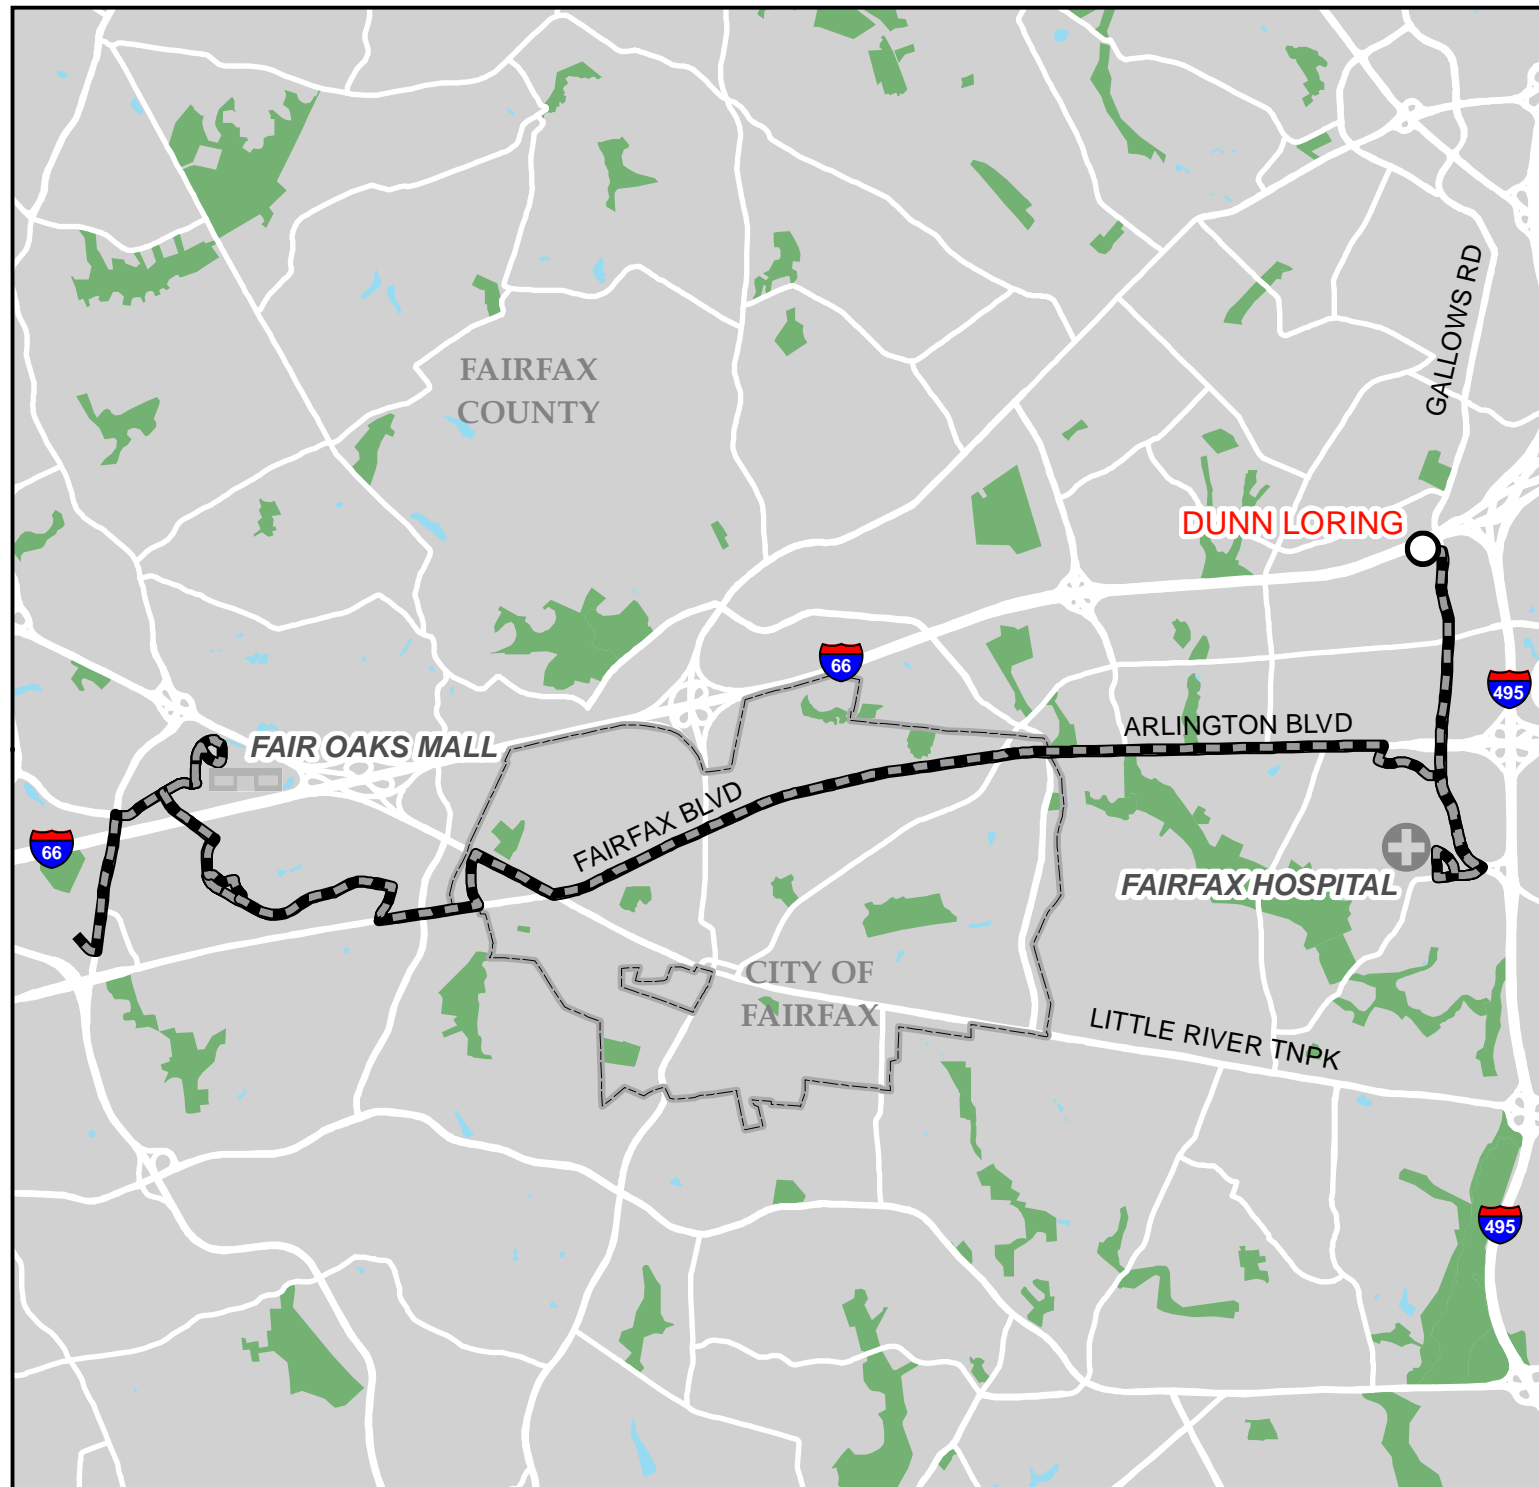 GALLOWS RD
FAIRFAX
COUNTY
DUNN LORING
66
495
ARLINGTON BLVD
FAIR OAKS MALL
FAIRFAX BLVD
66
FAIRFAX HOSPITAL
CITY OF
FAIRFAX
LITTLE RIVER TNPK
495